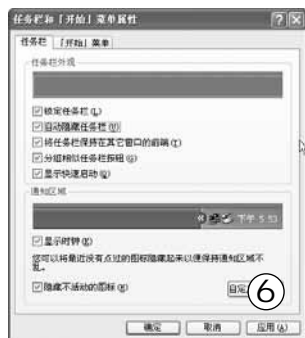 任务栏和「开始」菜单属性
任务栏 「开始」菜单
任务栏外观
锁定任务栏(L)
自动隐藏任务栏(U)
将任务栏保持在其它窗口的前端(T)
分组相似任务栏按钮(G)
显示快速启动(Q)
通知区域
下午 5:53
显示时钟(K)
您可以将最近没有点过的图标隐藏起来以便保持通知区域不
乱。
隐藏不活动的图标(H)
自定
6
确定 取消 应用(A)